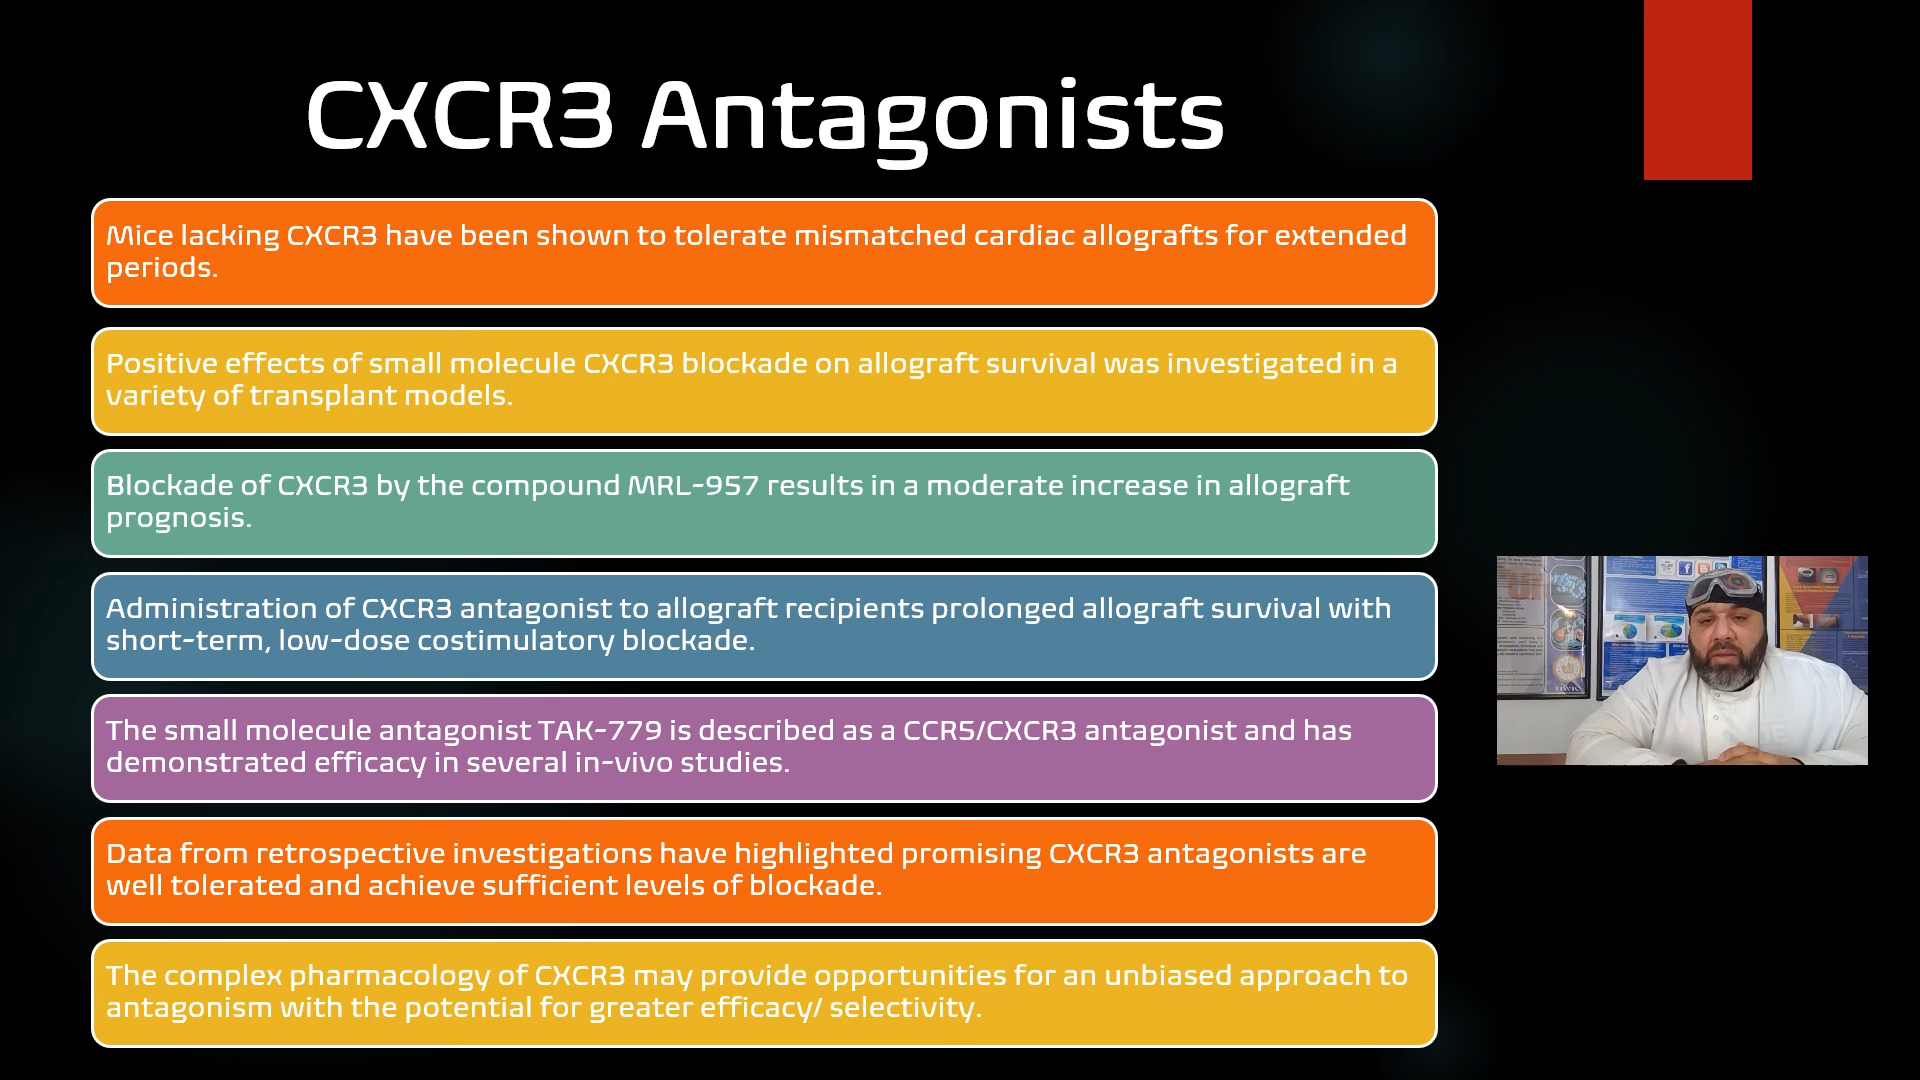 CXCR3 Antagonists
Mice lacking CXCR3 have been shown to tolerate mismatched cardiac allografts for extended
periods.
Positive effects of small molecule CXCR3 blockade on allograft survival was investigated in a
variety of transplant models.
Blockade of CXCR3 by the compound MRL-957 results in a moderate increase in allograft
prognosis.
Administration of CXCR3 antagonist to allograft recipients prolonged allograft survival with
short-term, low-dose costimulatory blockade.
The small molecule antagonist TAK-779 is described as a CCR5/CXCR3 antagonist and has
demonstrated efficacy in several in-vivo studies.
Data from retrospective investigations have highlighted promising CXCR3 antagonists are
well tolerated and achieve sufficient levels of blockade.
The complex pharmacology of CXCR3 may provide opportunities for an unbiased approach to
antagonism with the potential for greater efficacy/ selectivity.